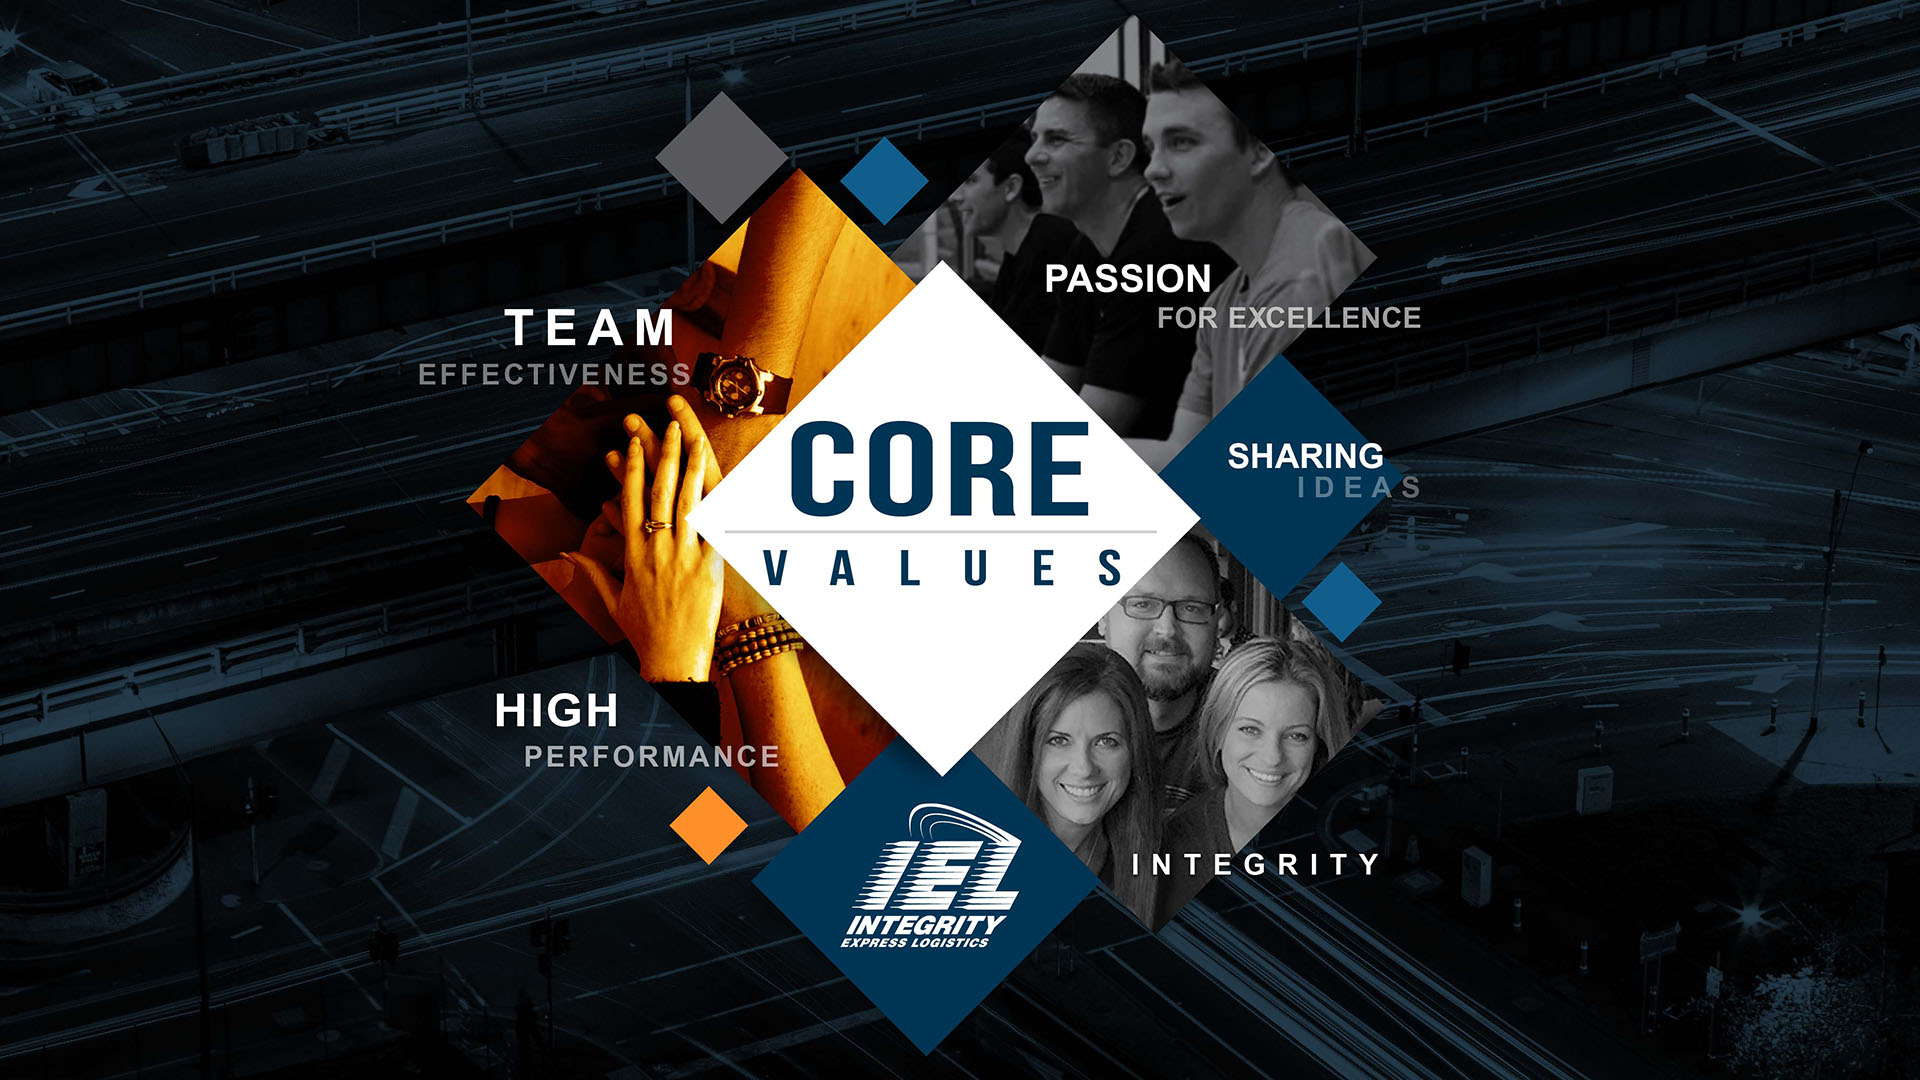 PASSION
FOR EXCELLENCE
TEAM
EFFECTIVENESS
CORE
VALUES
SHARING
IDEAS
HIGH
PERFORMANCE
INTEGRITY
IEL
INTEGRITY
EXPRESS LOGISTICS